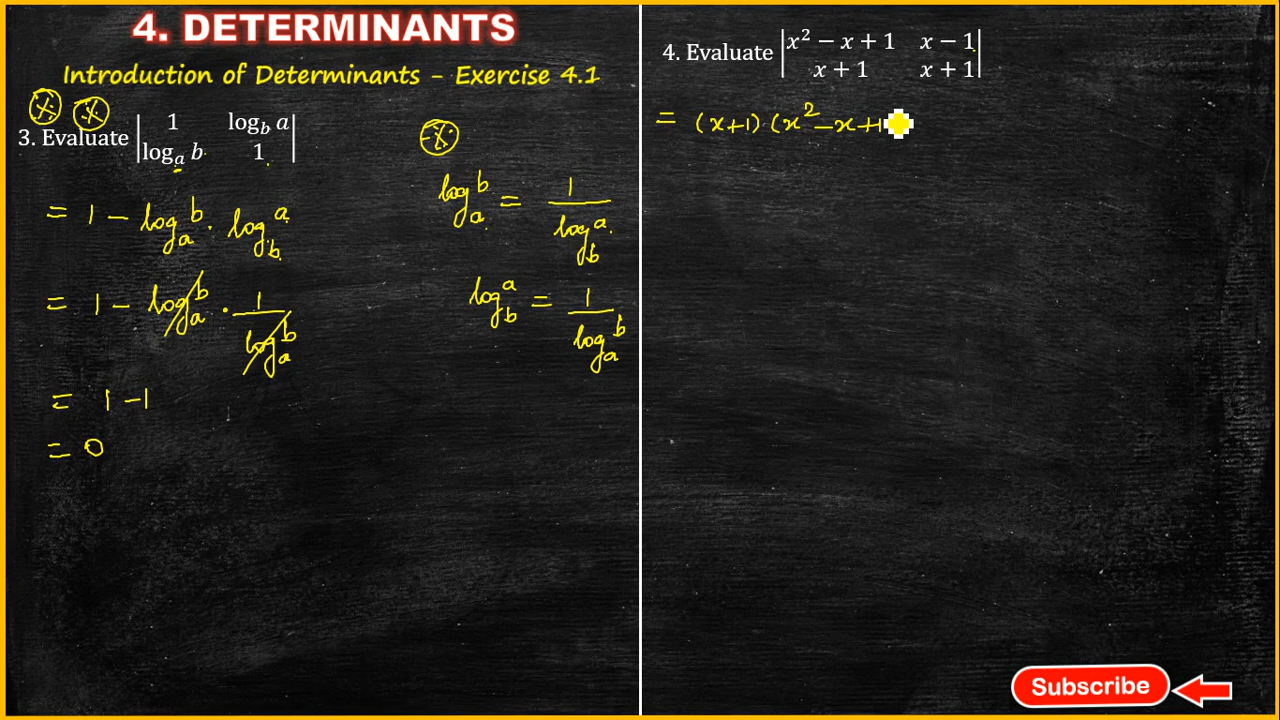 4. DETERMINANTS
Introduction of Determinants - Exercise 4.1
3. Evaluate |1 log_b a|
|log_a b 1|
= 1 - log_a^b . log_b^a
= 1 - log_a^b . 1/log_a^b
= 1 - 1
= 0
log_a^b = 1/log_b^a
log_b^a = 1/log_a^b
4. Evaluate |x² − x + 1 x − 1|
|x + 1 x + 1|
= (x+1) (x² - x + 1
Subscribe